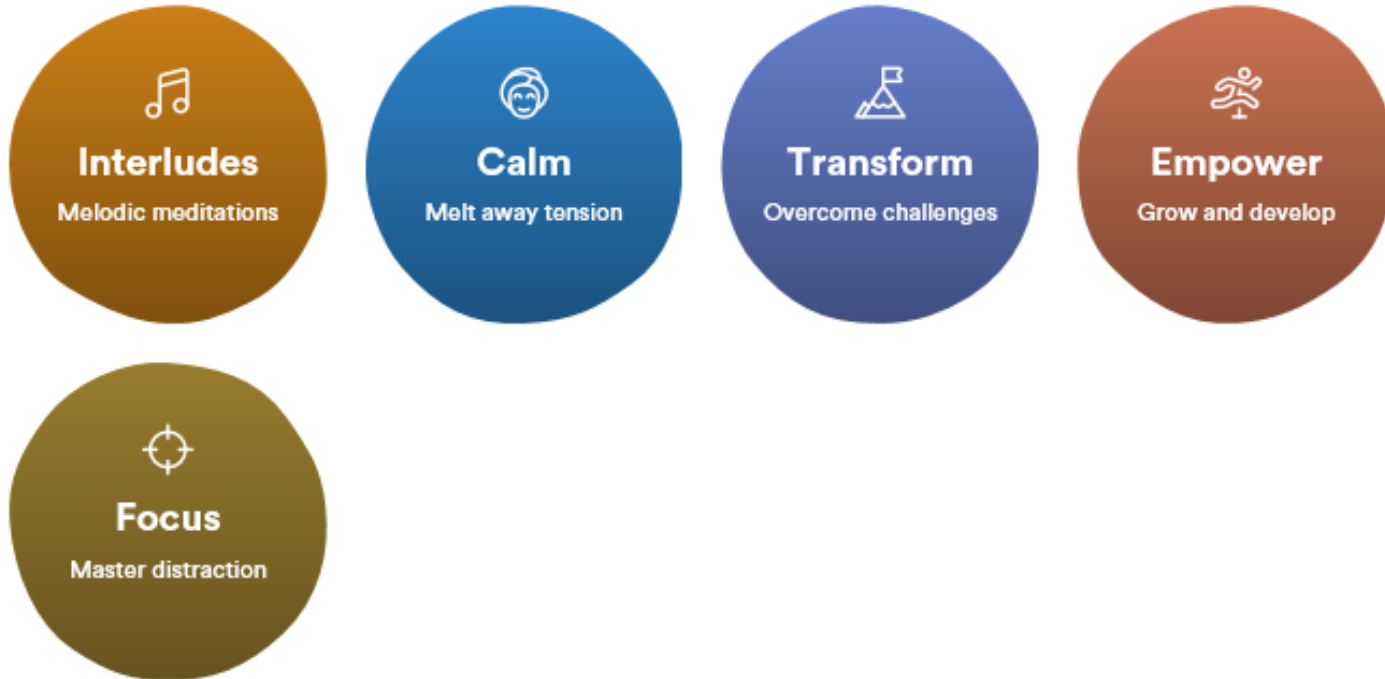 Interludes
Melodic meditations
Calm
Melt away tension
Transform
Overcome challenges
Empower
Grow and develop
Focus
Master distraction